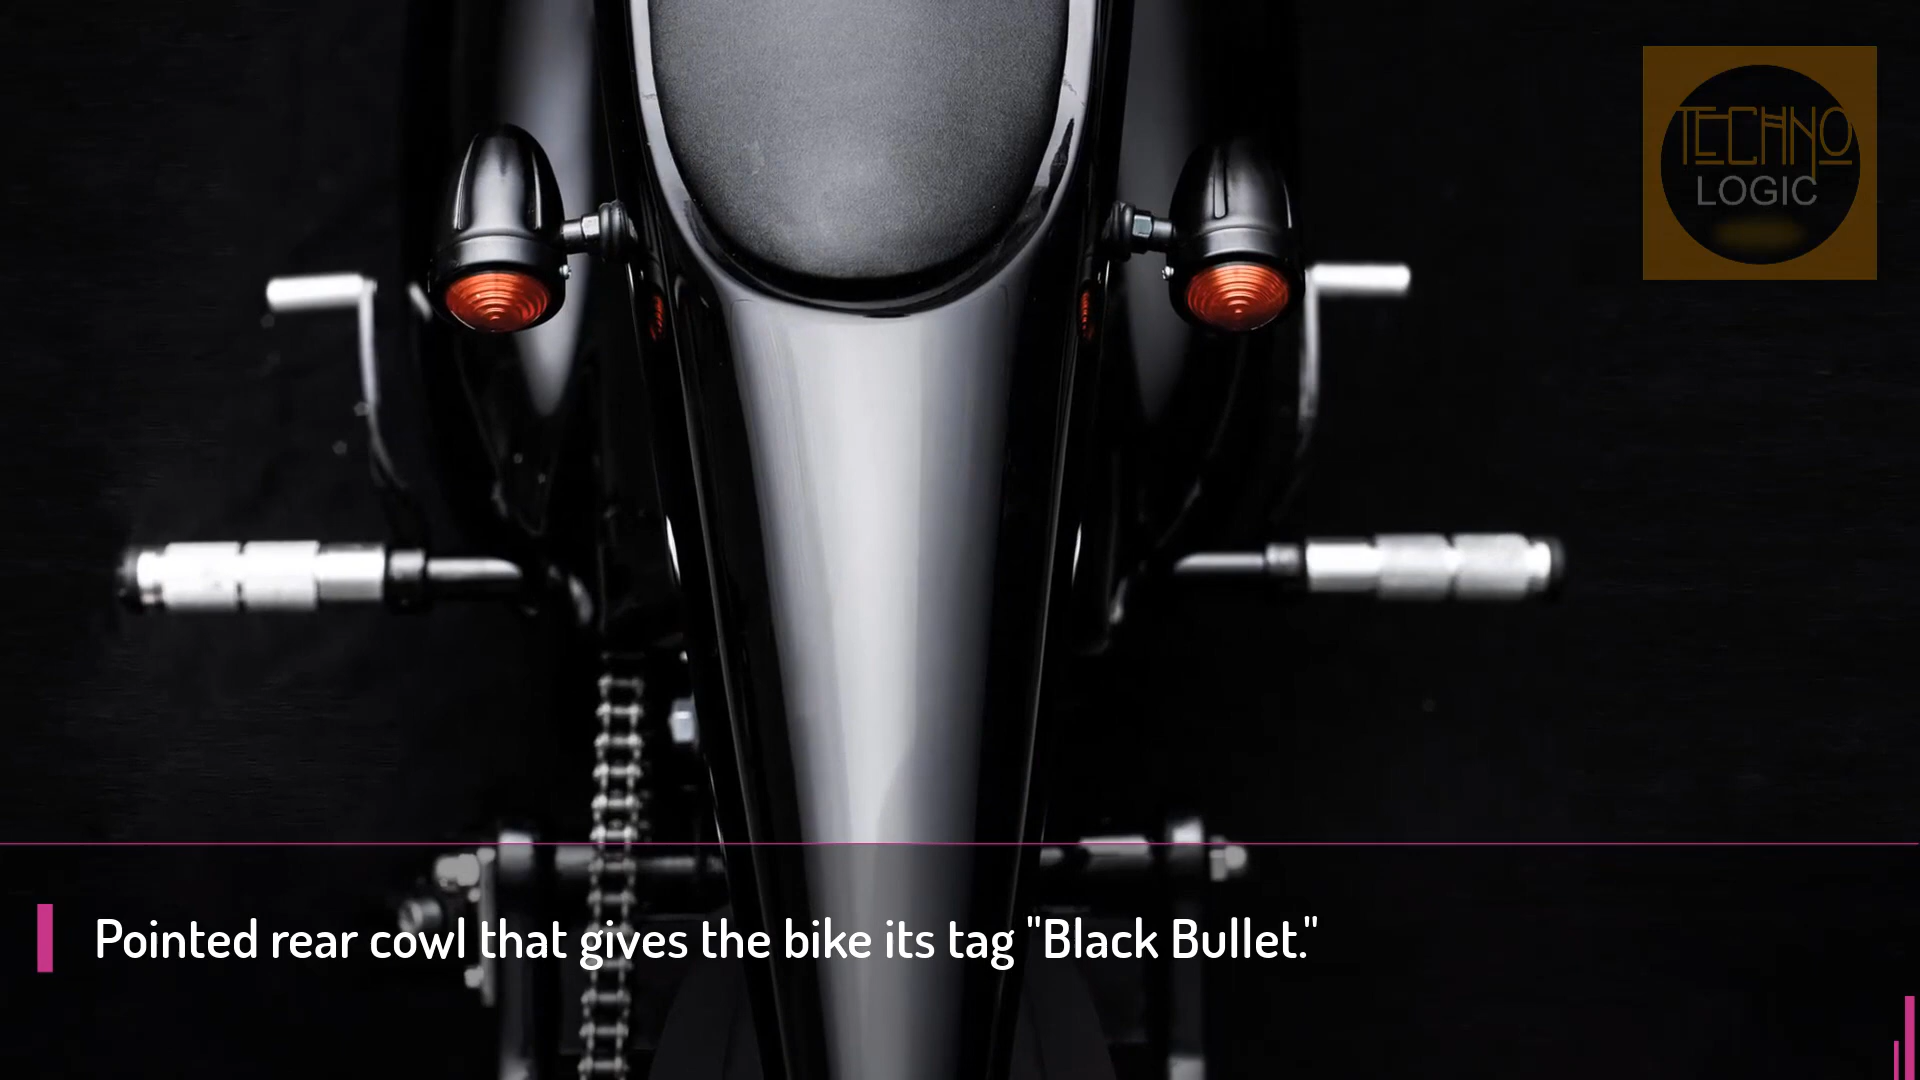 TECHNO
LOGIC
Pointed rear cowl that gives the bike its tag "Black Bullet."